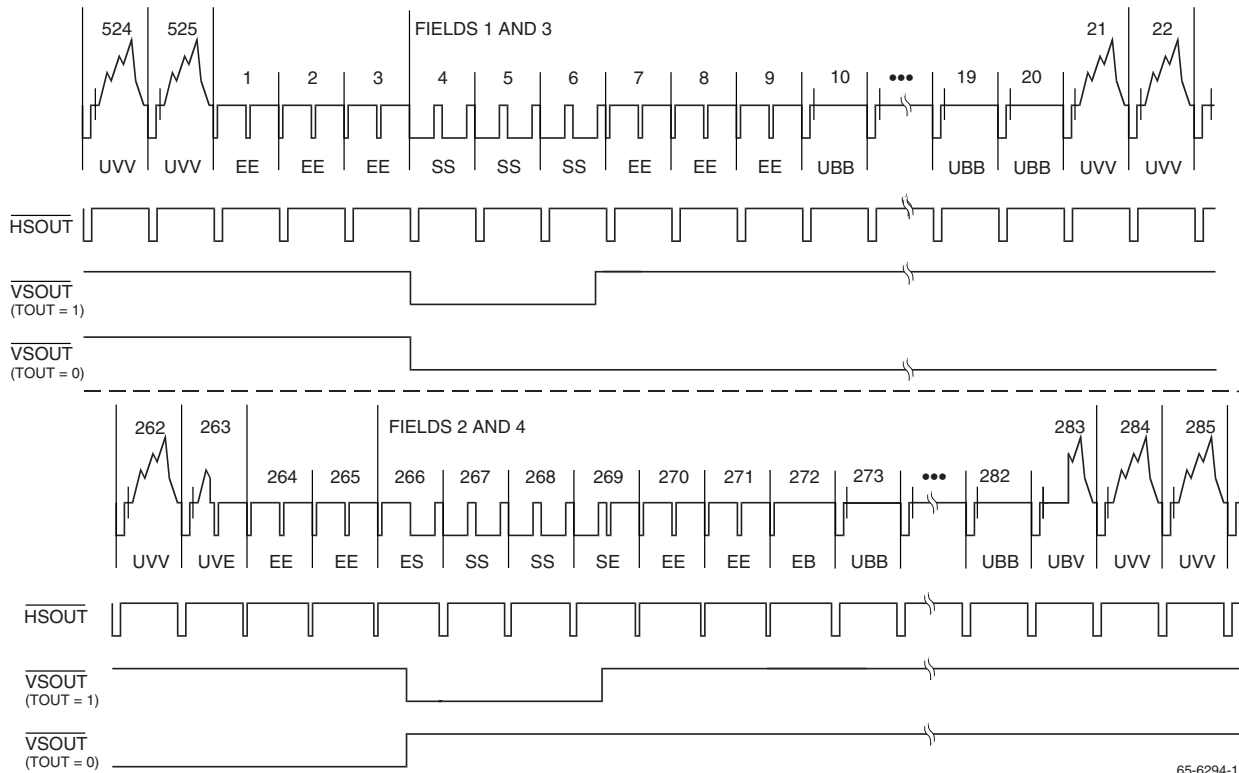 524 525 FIELDS 1 AND 3 21 22
1 2 3 4 5 6 7 8 9 10 ••• 19 20
UVV UVV EE EE EE SS SS SS EE EE EE UBB UBB UBB UVV UVV
HSOUT
VSOUT
(TOUT = 1)
VSOUT
(TOUT = 0)
262 263 FIELDS 2 AND 4 283 284 285
264 265 266 267 268 269 270 271 272 273 ••• 282
UVV UVE EE EE ES SS SS SE EE EE EB UBB UBB UBV UVV UVV
HSOUT
VSOUT
(TOUT = 1)
VSOUT
(TOUT = 0)